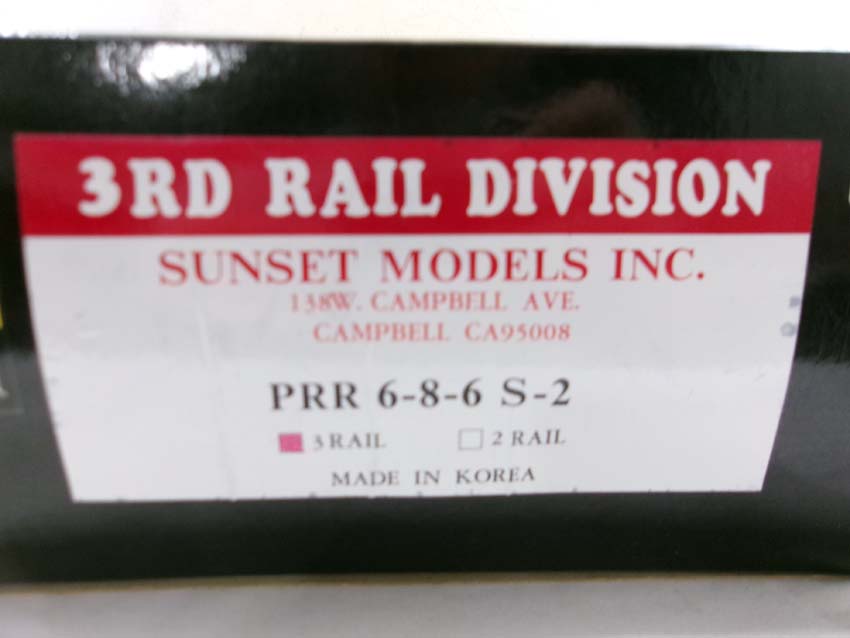 3RD RAIL DIVISION
SUNSET MODELS INC.
138W. CAMPBELL AVE.
CAMPBELL CA95008
PRR 6-8-6 S-2
3 RAIL 2 RAIL
MADE IN KOREA